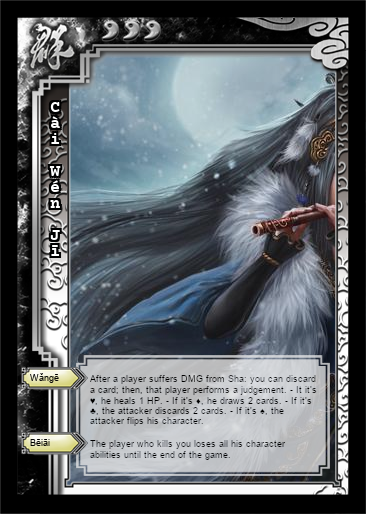 群
Cài Wén Jī
Wǎngē
After a player suffers DMG from Sha: you can discard
a card; then, that player performs a judgement. - It it's
♥, he heals 1 HP. - If it's ♦, he draws 2 cards. - If it's
♣, the attacker discards 2 cards. - If it's ♠, the
attacker flips his character.
Bēiāi
The player who kills you loses all his character
abilities until the end of the game.